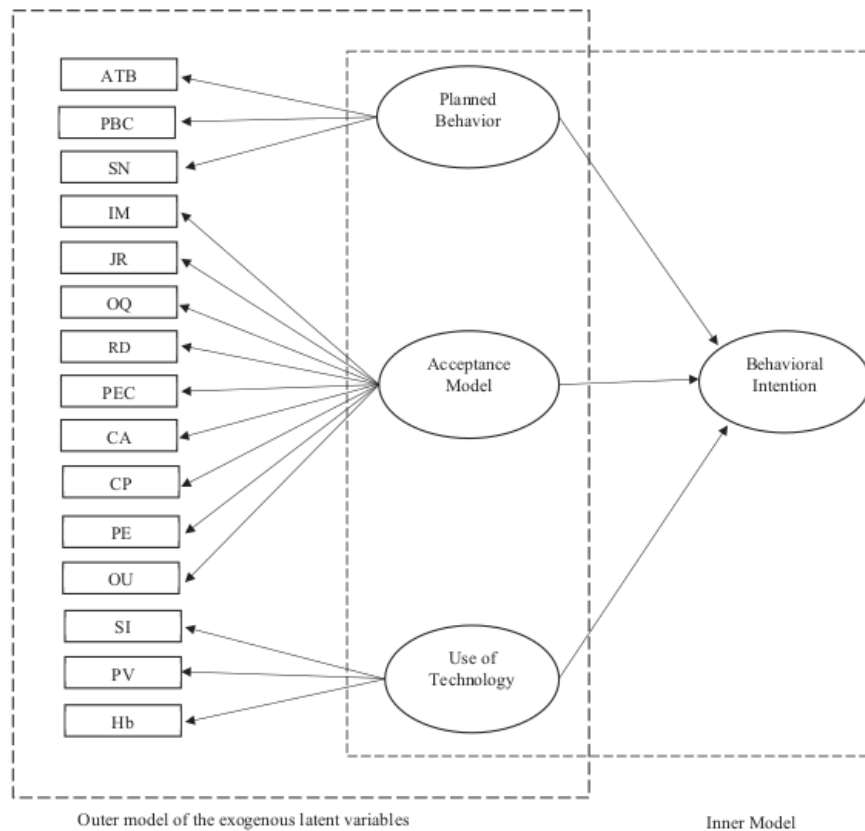 ATB
PBC
SN
IM
JR
OQ
RD
PEC
CA
CP
PE
OU
SI
PV
Hb
Planned
Behavior
Acceptance
Model
Use of
Technology
Behavioral
Intention
Outer model of the exogenous latent variables
Inner Model